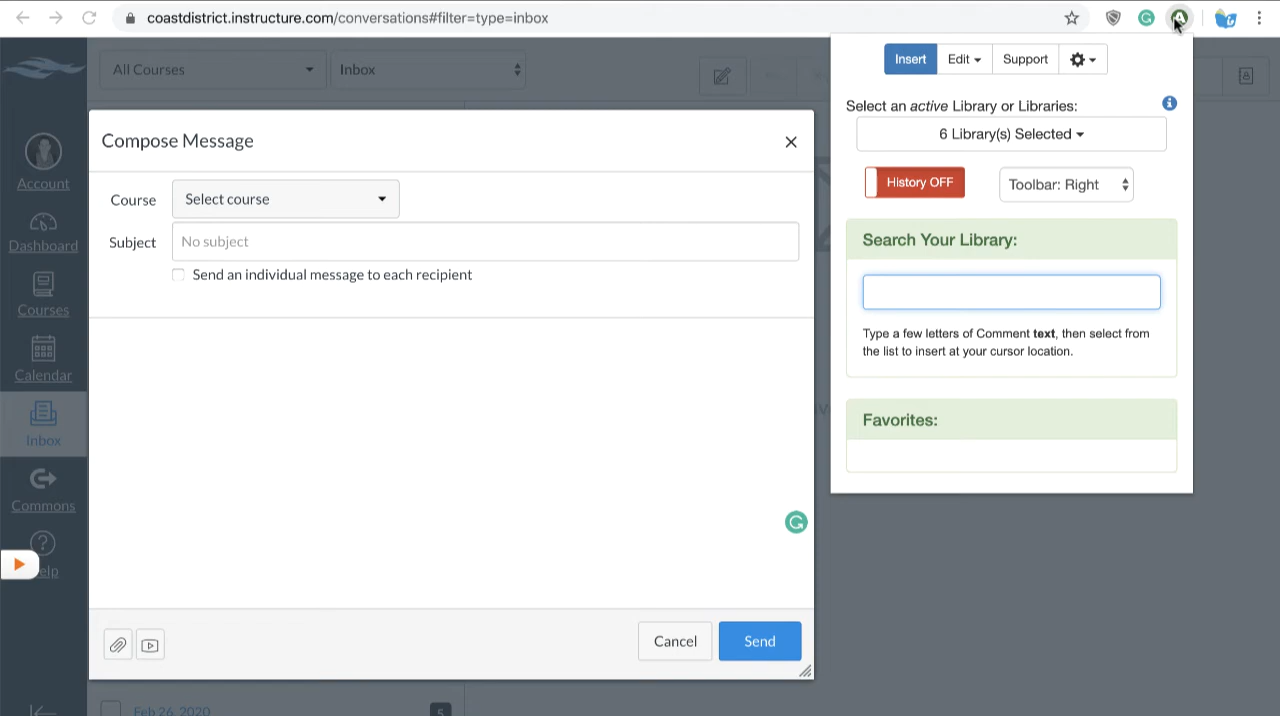 coastdistrict.instructure.com/conversations#filter=type=inbox
All Courses
Inbox
Account
Dashboard
Courses
Calendar
Inbox
Commons
elp
Compose Message
Course
Select course
Subject
No subject
Send an individual message to each recipient
Cancel
Send
Feb 26, 2020
5
Insert
Edit
Support
Select an active Library or Libraries:
6 Library(s) Selected
History OFF
Toolbar: Right
Search Your Library:
Type a few letters of Comment text, then select from
the list to insert at your cursor location.
Favorites: